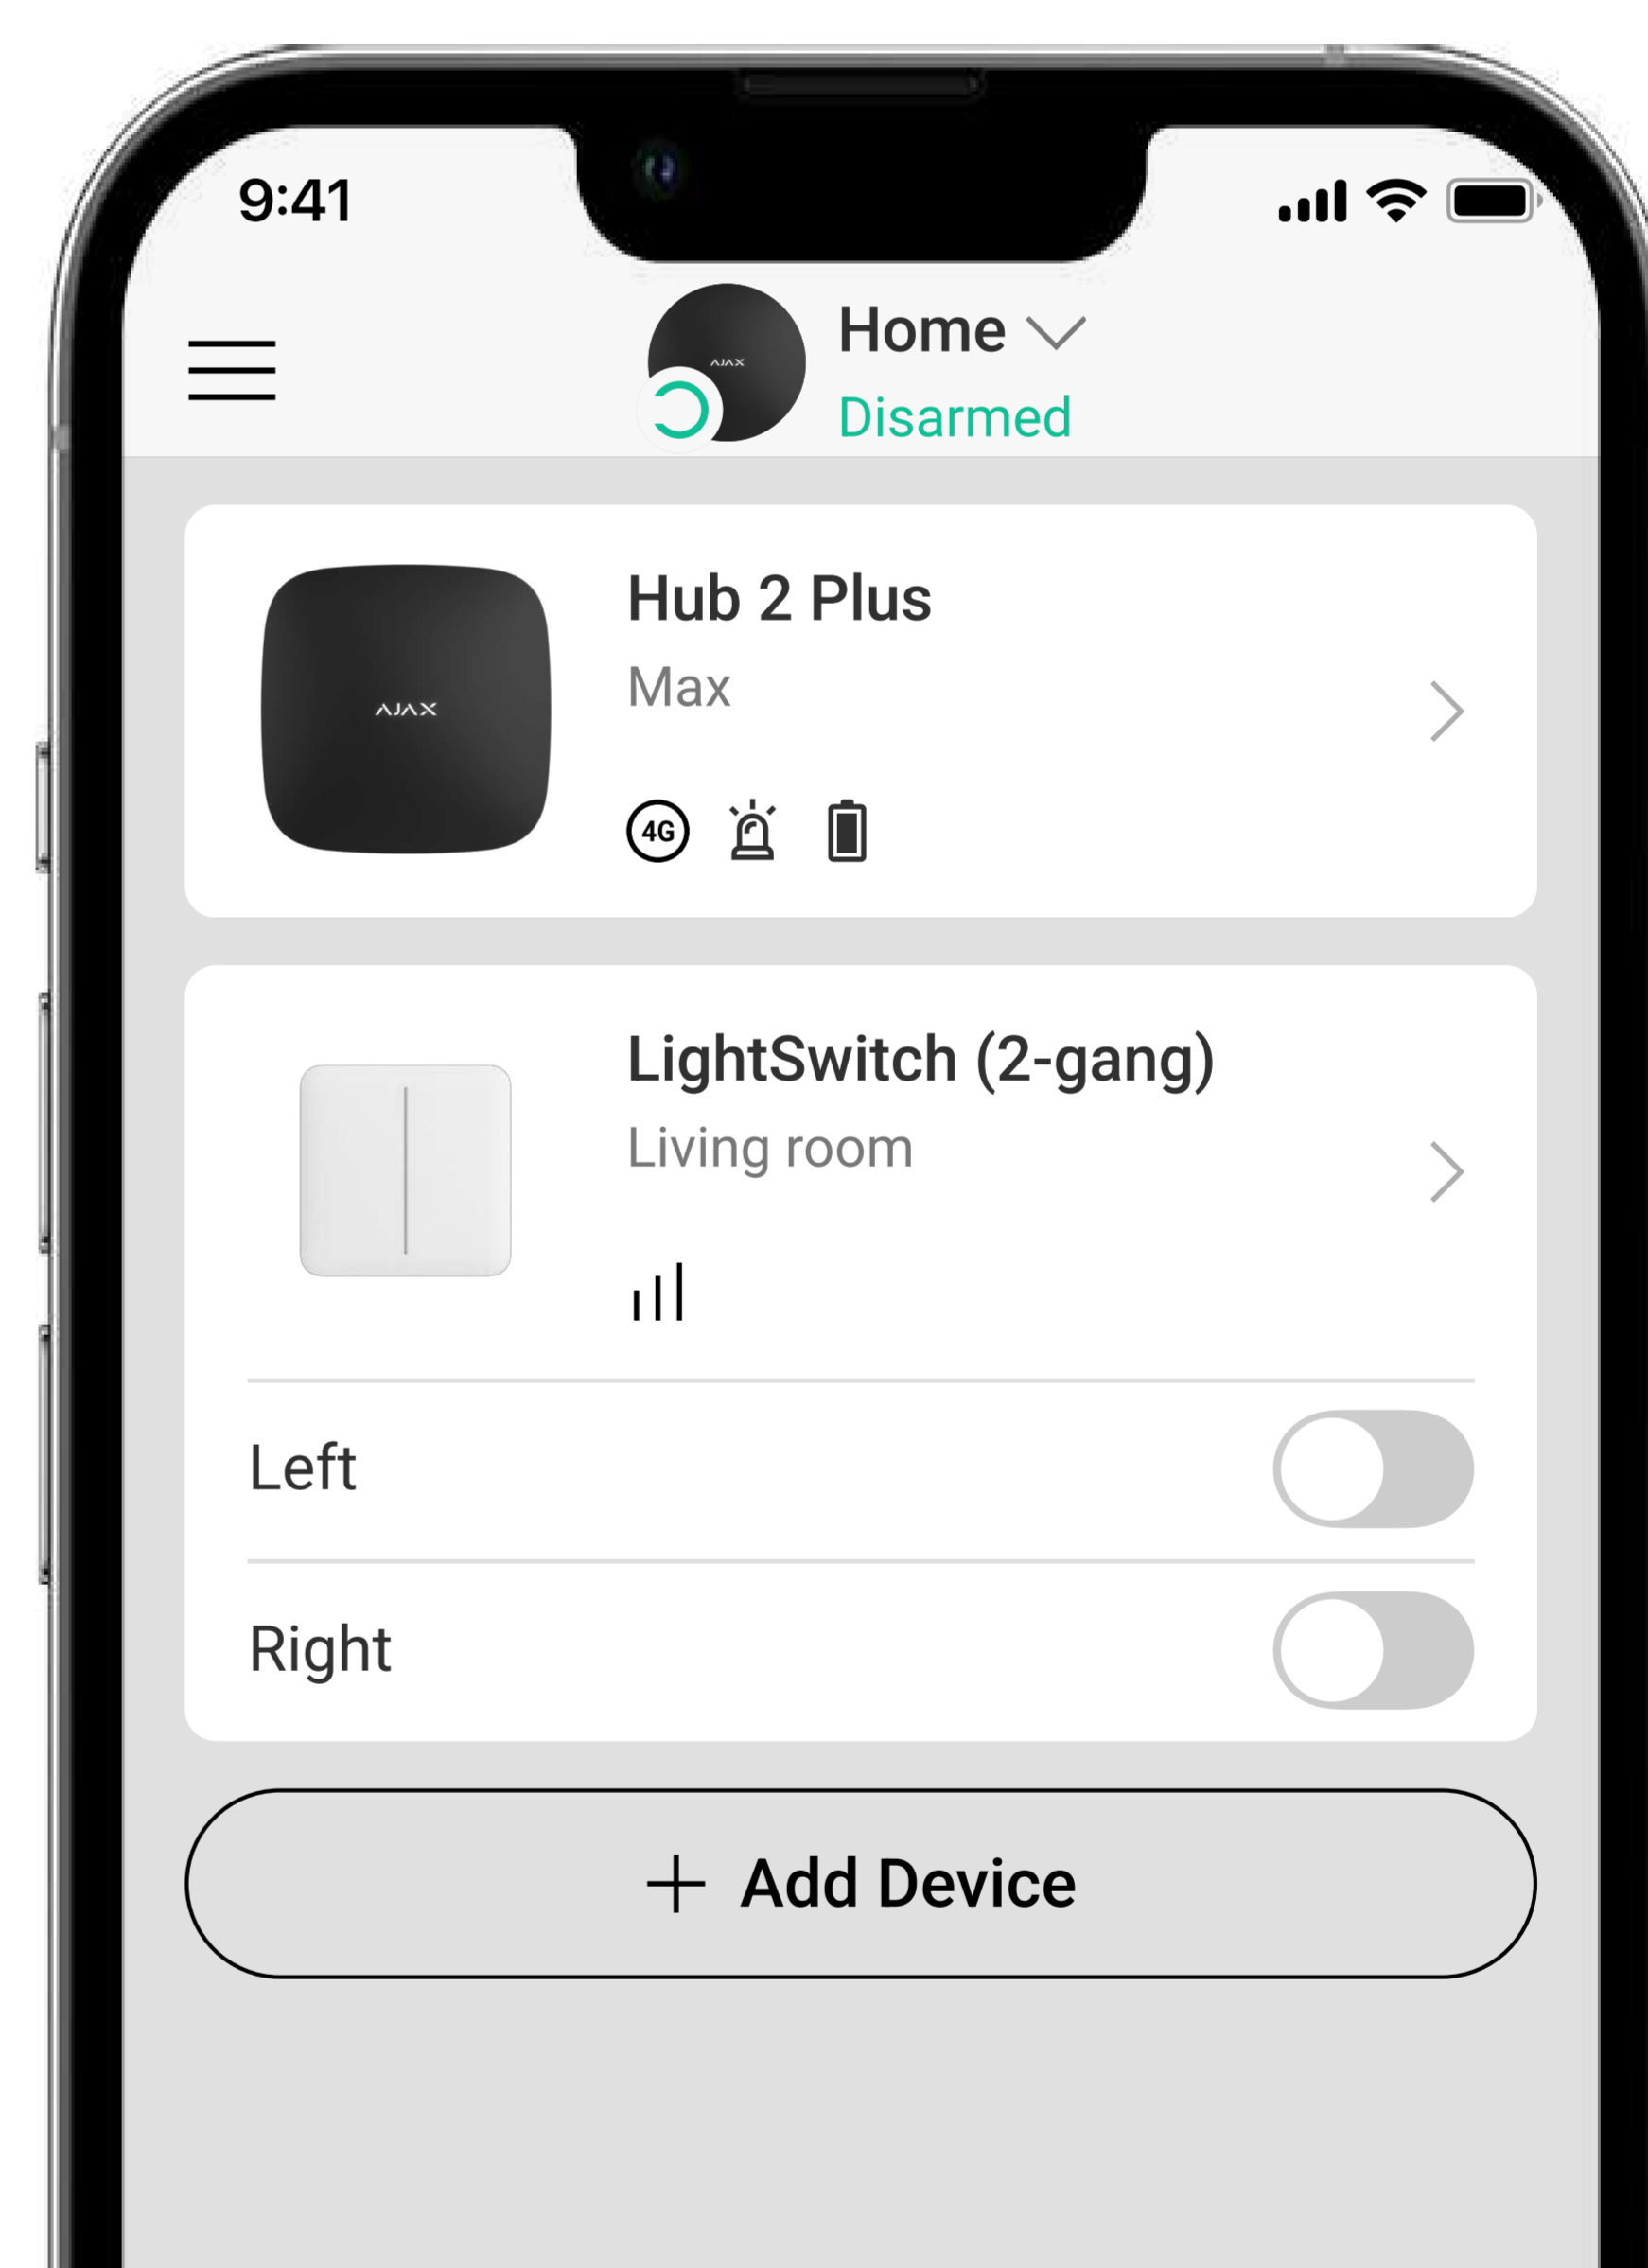 9:41
AJAX
Home
Disarmed
AJAX
Hub 2 Plus
Max
4G
LightSwitch (2-gang)
Living room
Left
Right
Add Device